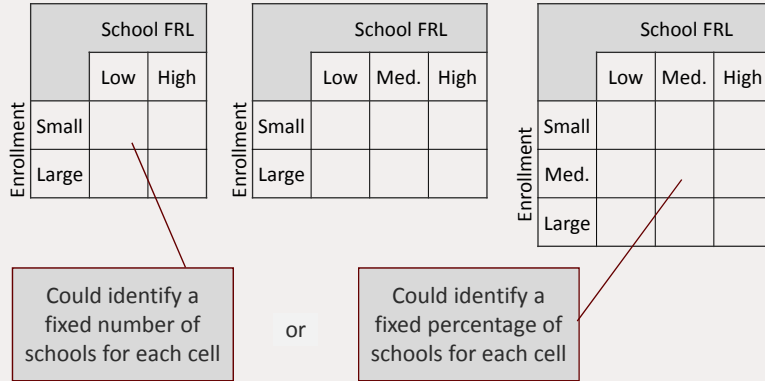 School FRL
Low High
Enrollment
Small
Large
School FRL
Low Med. High
Enrollment
Small
Large
School FRL
Low Med. High
Enrollment
Small
Med.
Large
Could identify a
fixed number of
schools for each cell
or
Could identify a
fixed percentage of
schools for each cell